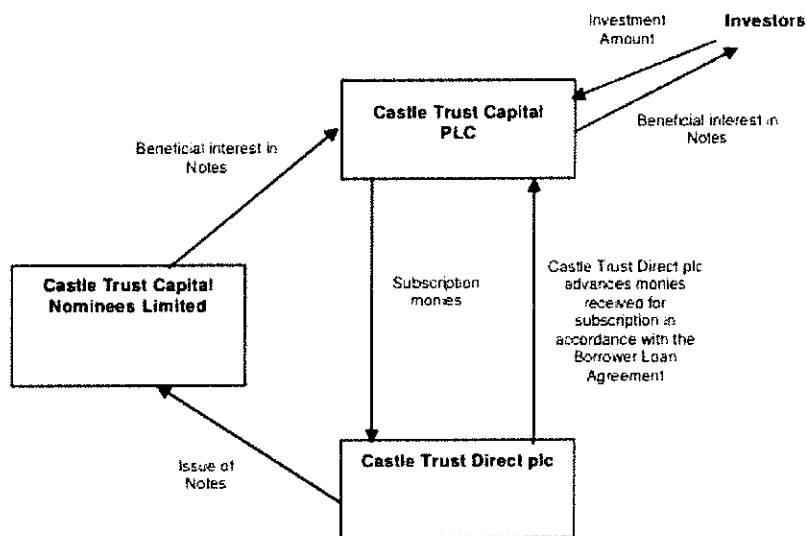 Investment
Amount
Investors
Castle Trust Capital
PLC
Beneficial interest in
Notes
Beneficial interest in
Notes
Castle Trust Capital
Nominees Limited
Subscription
monies
Castle Trust Direct plc
advances monies
received for
subscription in
accordance with the
Borrower Loan
Agreement
Issue of
Notes
Castle Trust Direct plc